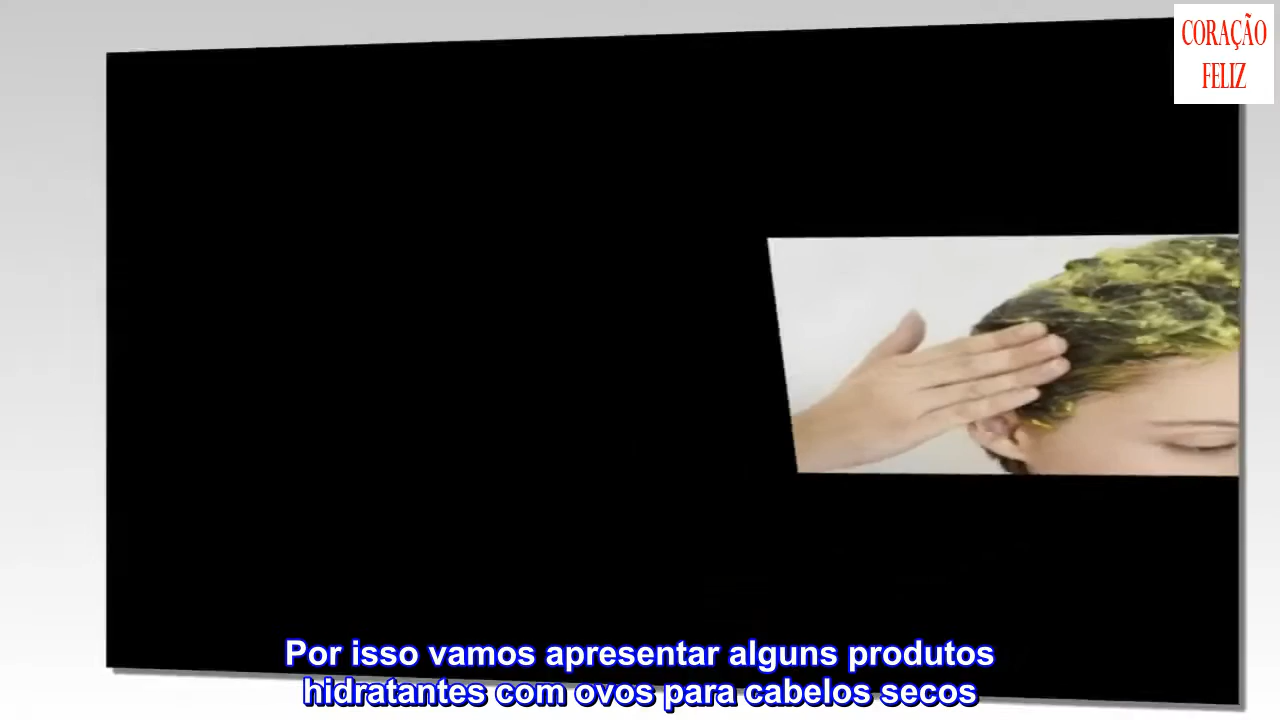 CORAÇÃO
FELIZ
Por isso vamos apresentar alguns produtos
hidratantes com ovos para cabelos secos